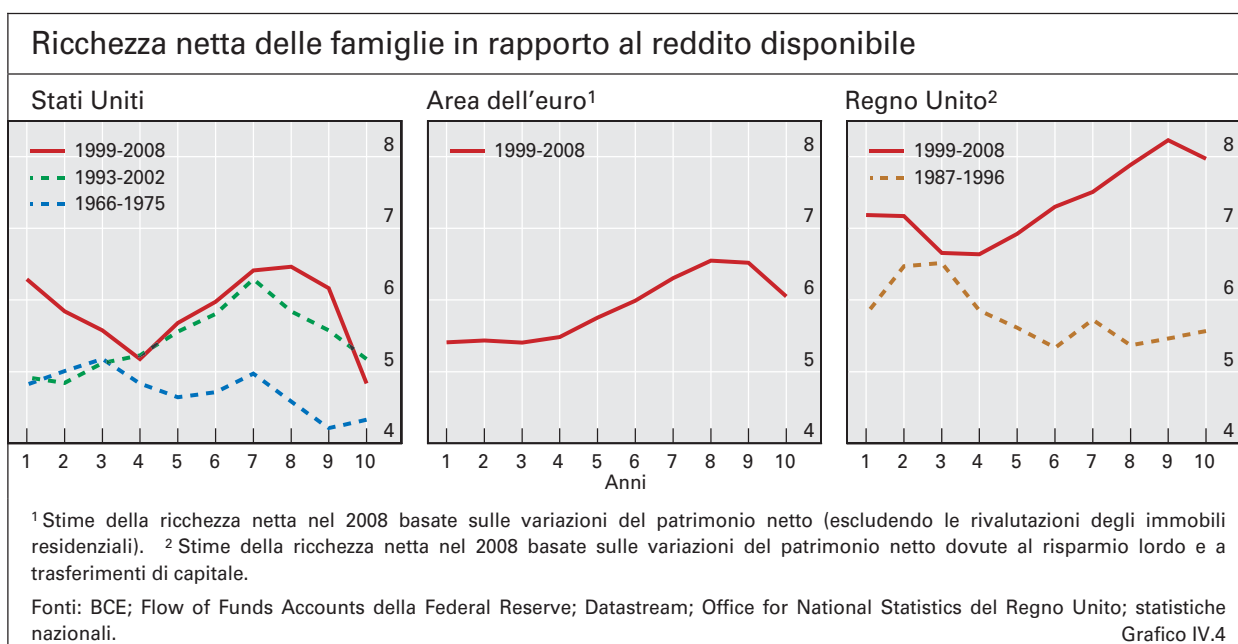 Ricchezza netta delle famiglie in rapporto al reddito disponibile
Stati Uniti
1999-2008
1993-2002
1966-1975
8
7
6
5
4
1 2 3 4 5 6 7 8 9 10
Area dell'euro¹
1999-2008
8
7
6
5
4
1 2 3 4 5 6 7 8 9 10
Anni
Regno Unito²
1999-2008
1987-1996
8
7
6
5
4
1 2 3 4 5 6 7 8 9 10
¹ Stime della ricchezza netta nel 2008 basate sulle variazioni del patrimonio netto (escludendo le rivalutazioni degli immobili
residenziali). ² Stime della ricchezza netta nel 2008 basate sulle variazioni del patrimonio netto dovute al risparmio lordo e a
trasferimenti di capitale.
Fonti: BCE; Flow of Funds Accounts della Federal Reserve; Datastream; Office for National Statistics del Regno Unito; statistiche
nazionali.
Grafico IV.4